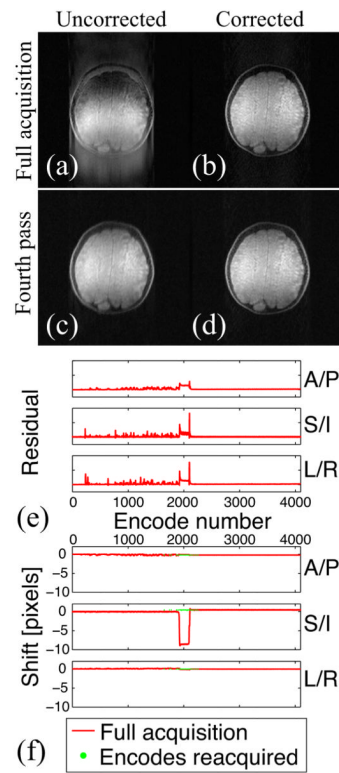 Uncorrected Corrected
Full acquisition
(a) (b)
Fourth pass
(c) (d)
Residual
A/P
S/I
L/R
0 1000 2000 3000 4000
(e) Encode number
0 1000 2000 3000 4000
Shift [pixels]
0
−5
−10
A/P
0
−5
−10
S/I
0
−5
−10
L/R
(f)
Full acquisition
Encodes reacquired